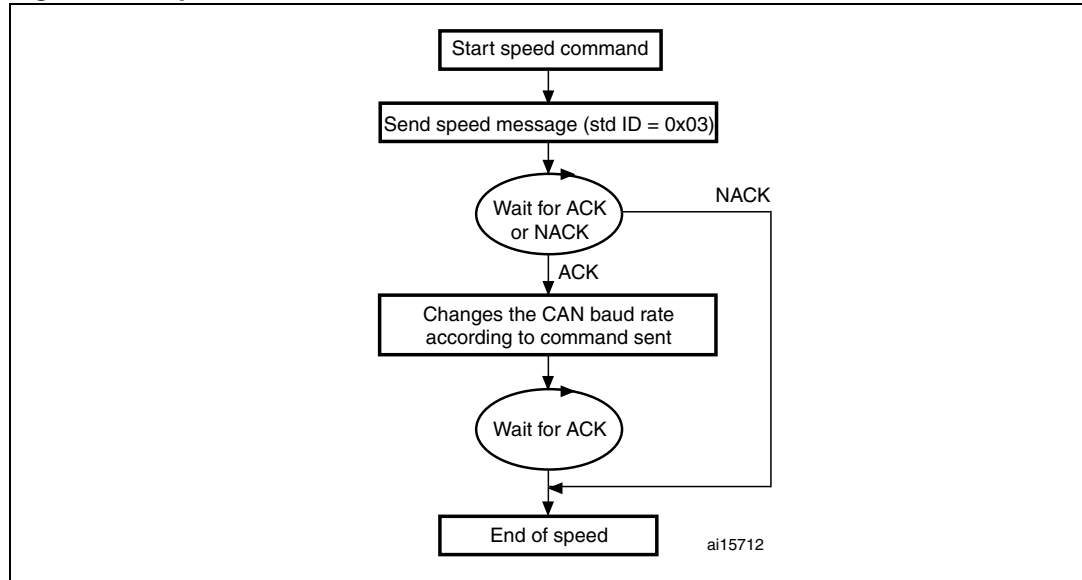 Start speed command
Send speed message (std ID = 0x03)
Wait for ACK
or NACK
NACK
ACK
Changes the CAN baud rate
according to command sent
Wait for ACK
End of speed
ai15712